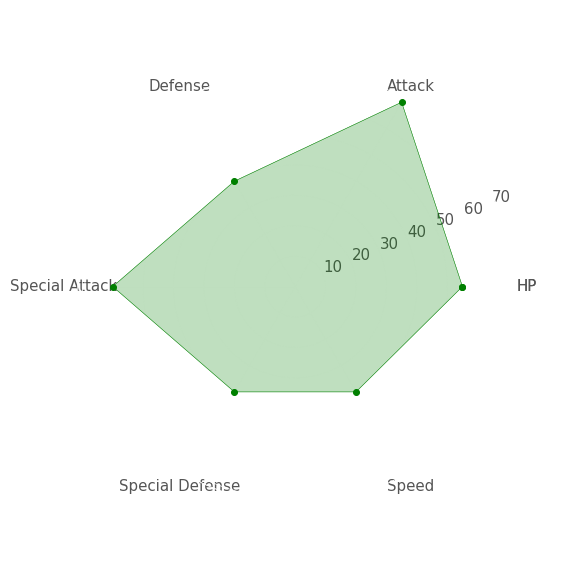 Defense
Attack
70
60
50
40
30
20
10
Special Attack
HP
Special Defense
Speed